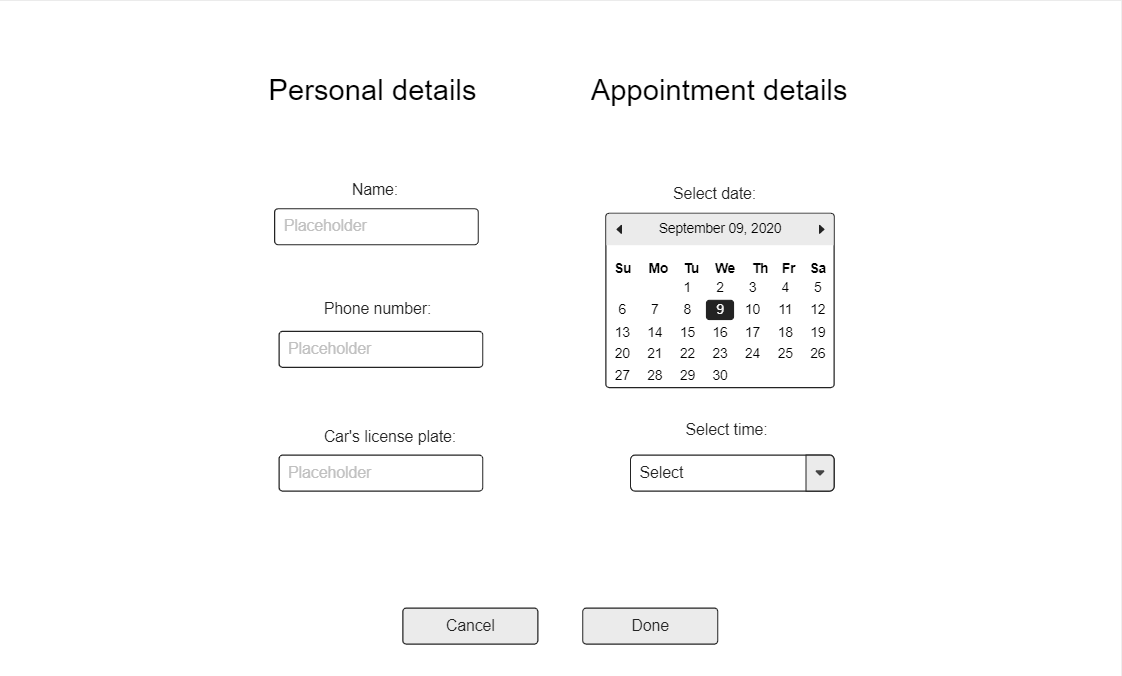 Personal details
Name:
Placeholder
Phone number:
Placeholder
Car's license plate:
Placeholder
Appointment details
Select date:
September 09, 2020
Su Mo Tu We Th Fr Sa
1 2 3 4 5
6 7 8 9 10 11 12
13 14 15 16 17 18 19
20 21 22 23 24 25 26
27 28 29 30
Select time:
Select
Cancel
Done